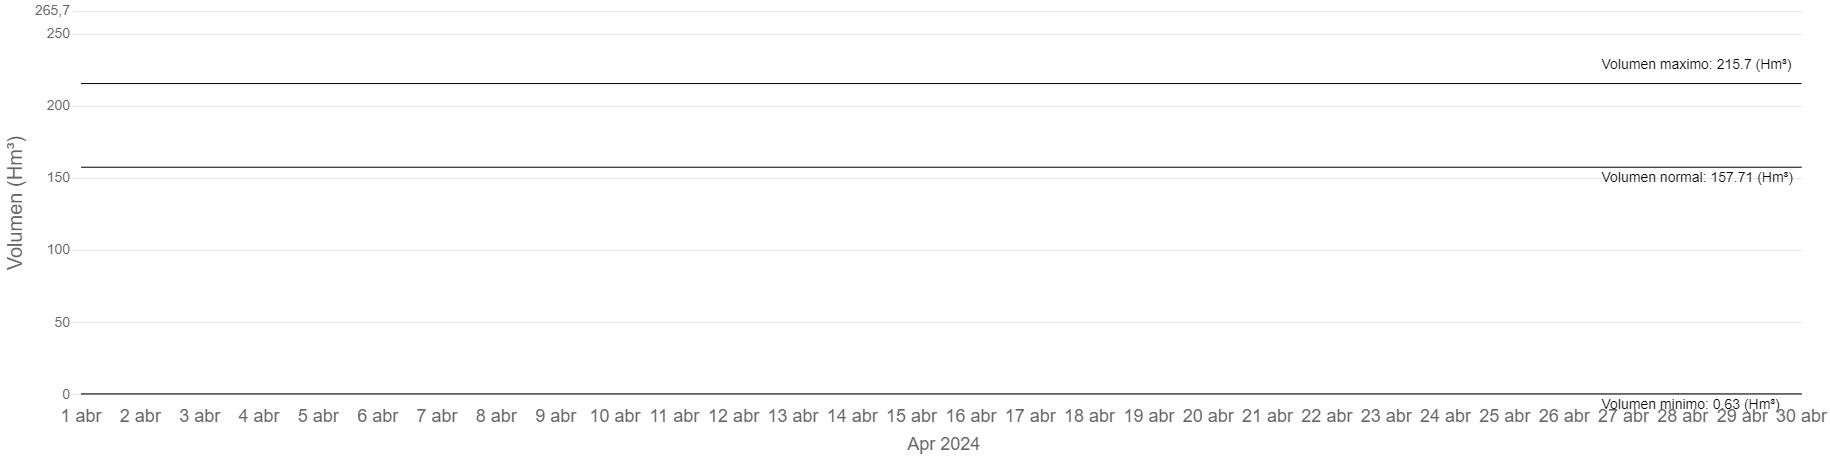 265,7
250
Volumen maximo: 215.7 (Hm³)
200
150
Volumen normal: 157.71 (Hm³)
Volumen (Hm³)
100
50
0
Volumen minimo: 0.63 (Hm³)
1 abr 2 abr 3 abr 4 abr 5 abr 6 abr 7 abr 8 abr 9 abr 10 abr 11 abr 12 abr 13 abr 14 abr 15 abr 16 abr 17 abr 18 abr 19 abr 20 abr 21 abr 22 abr 23 abr 24 abr 25 abr 26 abr 27 abr 28 abr 29 abr 30 abr
Apr 2024